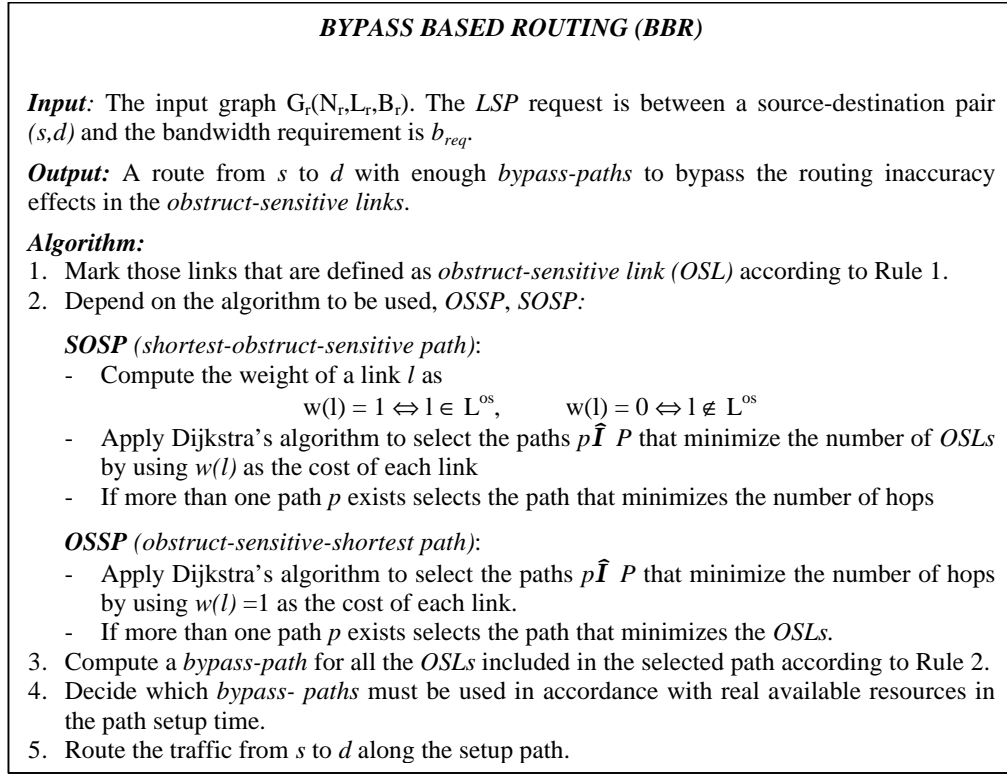 BYPASS BASED ROUTING (BBR)
Input: The input graph Gr(Nr,Lr,Br). The LSP request is between a source-destination pair
(s,d) and the bandwidth requirement is breq.
Output: A route from s to d with enough bypass-paths to bypass the routing inaccuracy
effects in the obstruct-sensitive links.
Algorithm:
1. Mark those links that are defined as obstruct-sensitive link (OSL) according to Rule 1.
2. Depend on the algorithm to be used, OSSP, SOSP:
SOSP (shortest-obstruct-sensitive path):
- Compute the weight of a link l as
w(l) = 1 ⇔ l ∈ L^os, w(l) = 0 ⇔ l ∉ L^os
- Apply Dijkstra's algorithm to select the paths pÎ P that minimize the number of OSLs
by using w(l) as the cost of each link
- If more than one path p exists selects the path that minimizes the number of hops
OSSP (obstruct-sensitive-shortest path):
- Apply Dijkstra's algorithm to select the paths pÎ P that minimize the number of hops
by using w(l) =1 as the cost of each link.
- If more than one path p exists selects the path that minimizes the OSLs.
3. Compute a bypass-path for all the OSLs included in the selected path according to Rule 2.
4. Decide which bypass- paths must be used in accordance with real available resources in
the path setup time.
5. Route the traffic from s to d along the setup path.